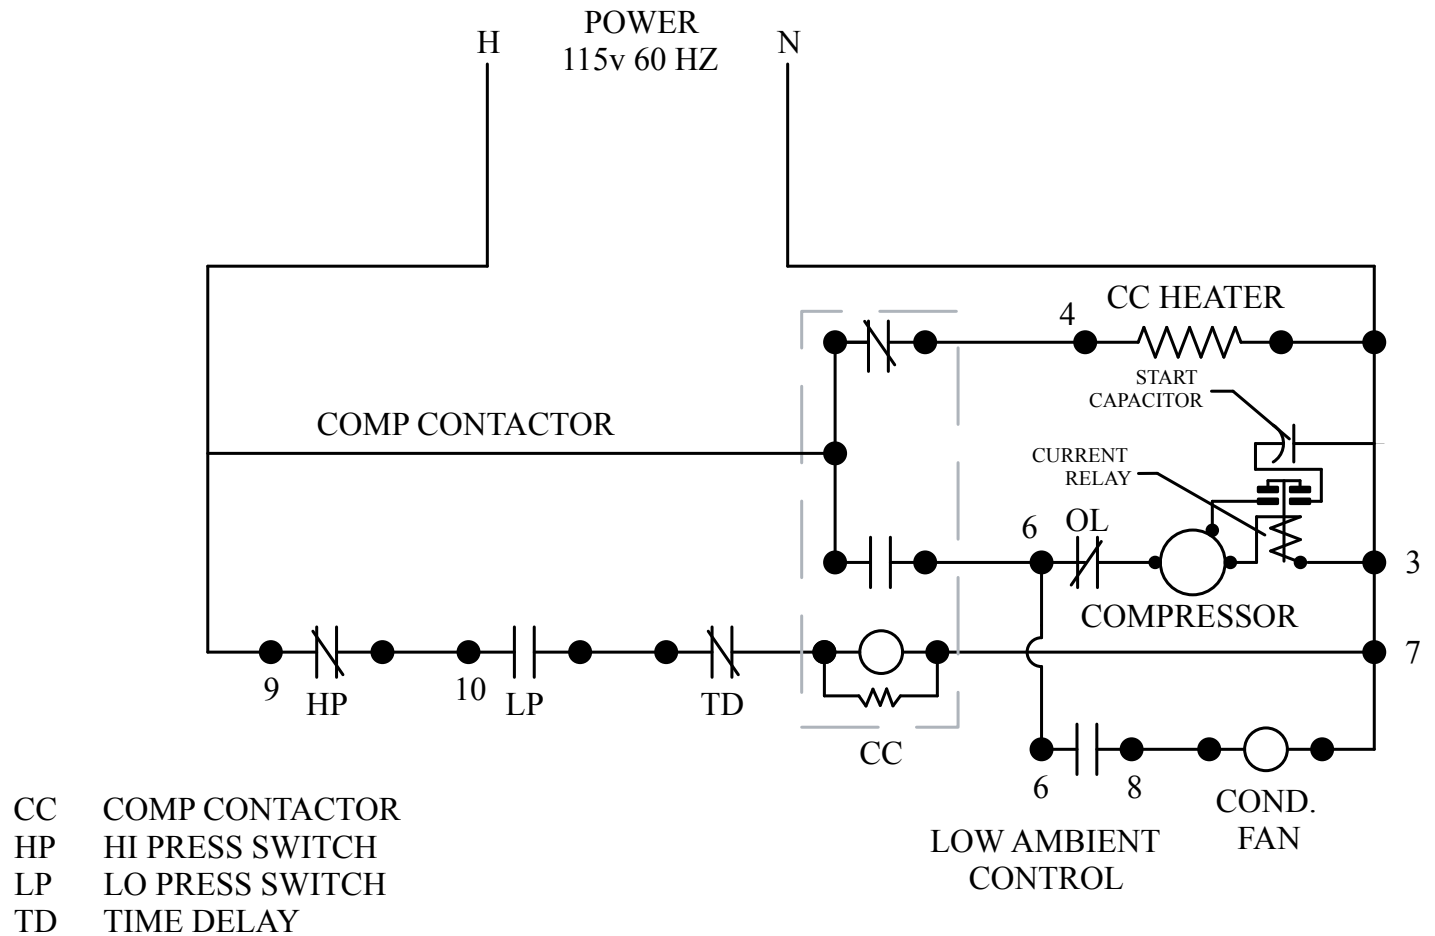 POWER
115v 60 HZ
H
N
CC HEATER
4
START
CAPACITOR
COMP CONTACTOR
CURRENT
RELAY
6
OL
3
COMPRESSOR
7
9
HP
10
LP
TD
CC
6
8
COND.
FAN
LOW AMBIENT
CONTROL
CC COMP CONTACTOR
HP HI PRESS SWITCH
LP LO PRESS SWITCH
TD TIME DELAY